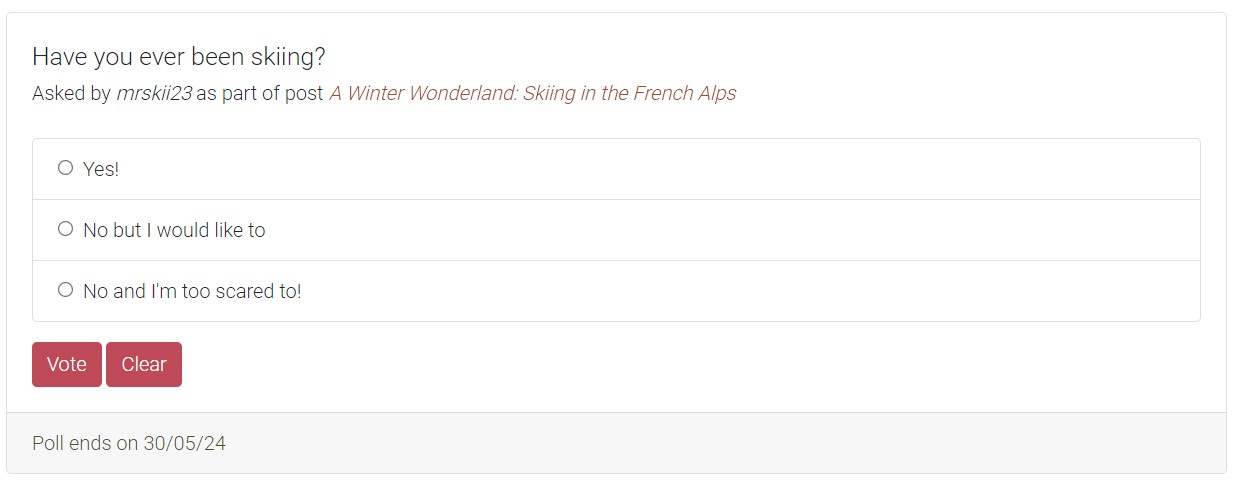 Have you ever been skiing?
Asked by mrskii23 as part of post A Winter Wonderland: Skiing in the French Alps
Yes!
No but I would like to
No and I'm too scared to!
Vote Clear
Poll ends on 30/05/24